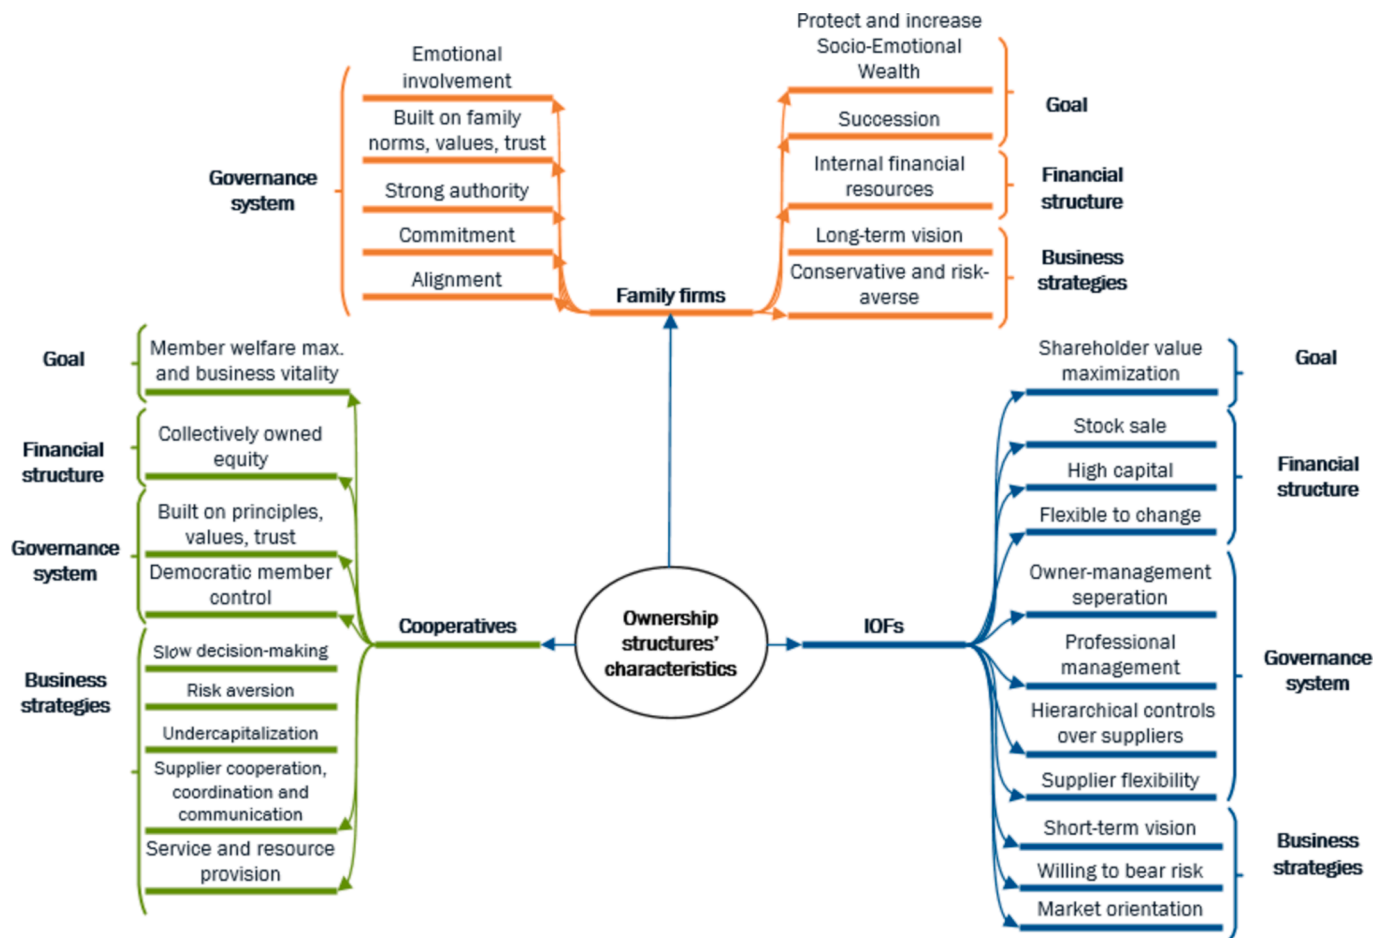 Protect and increase
Socio-Emotional
Wealth
Succession
Goal
Internal financial
resources
Financial
structure
Long-term vision
Conservative and risk-
averse
Business
strategies
Emotional
involvement
Built on family
norms, values, trust
Strong authority
Commitment
Alignment
Governance
system
Family firms
Goal
Member welfare max.
and business vitality
Financial
structure
Collectively owned
equity
Governance
system
Built on principles,
values, trust
Democratic member
control
Business
strategies
Slow decision-making
Risk aversion
Undercapitalization
Supplier cooperation,
coordination and
communication
Service and resource
provision
Cooperatives
Ownership
structures'
characteristics
IOFs
Shareholder value
maximization
Goal
Stock sale
High capital
Flexible to change
Financial
structure
Owner-management
seperation
Professional
management
Hierarchical controls
over suppliers
Supplier flexibility
Governance
system
Short-term vision
Willing to bear risk
Market orientation
Business
strategies